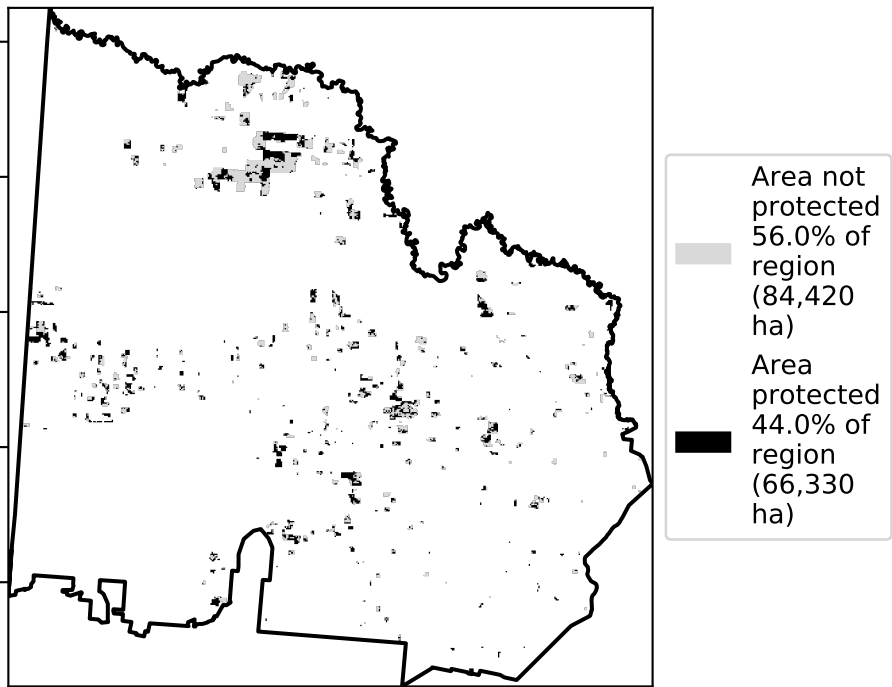 Area not
protected
56.0% of
region
(84,420
ha)
Area
protected
44.0% of
region
(66,330
ha)